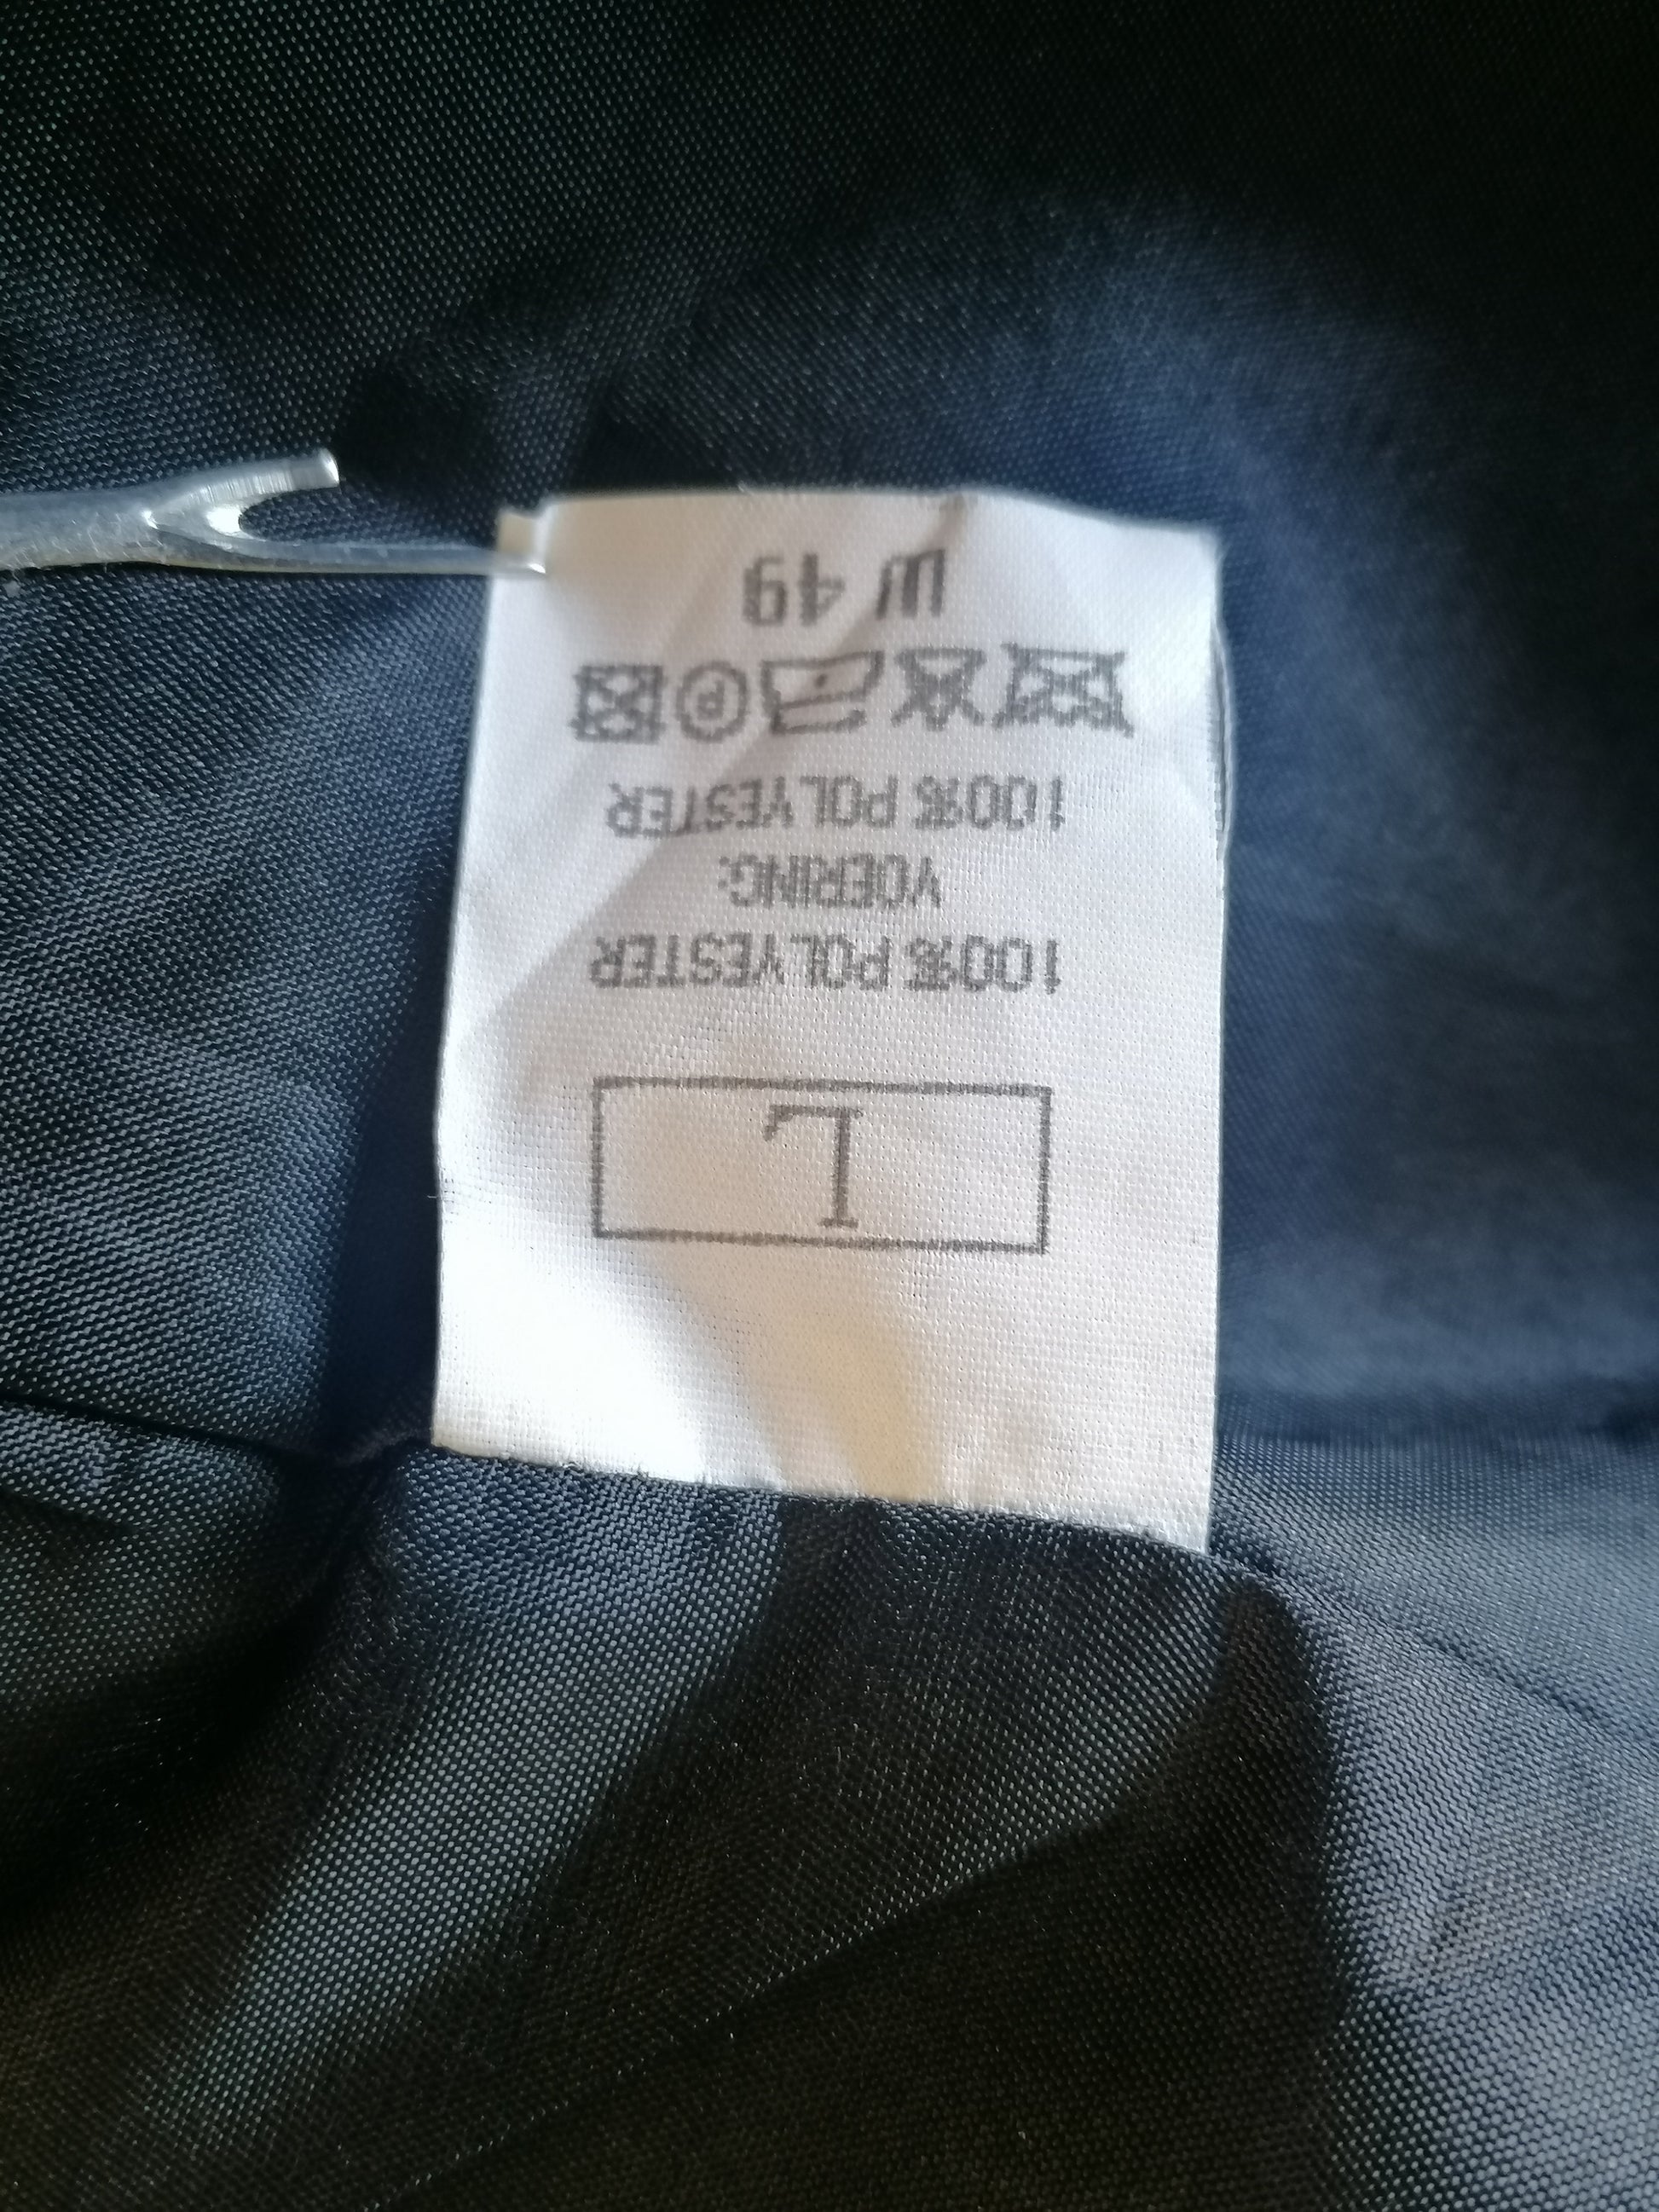 L
100% POLYESTER
VOERING:
100% POLYESTER
P
49